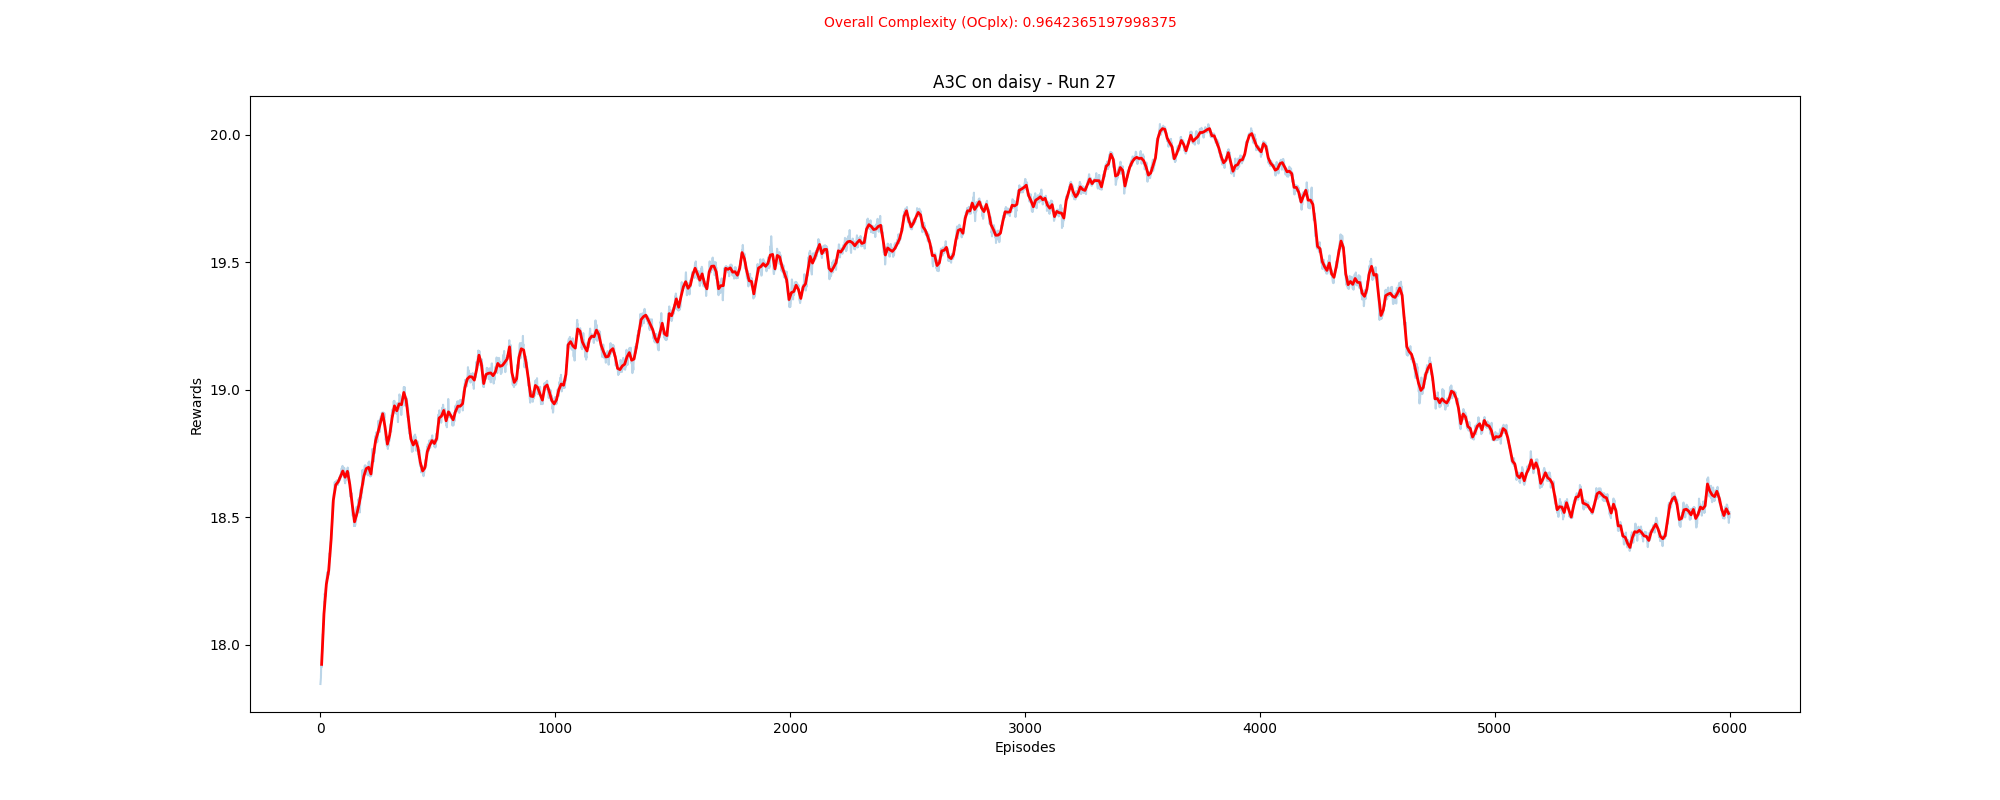 Overall Complexity (OCplx): 0.9642365197998375
A3C on daisy - Run 27
20.0
19.5
19.0
18.5
18.0
Rewards
0 1000 2000 3000 4000 5000 6000
Episodes